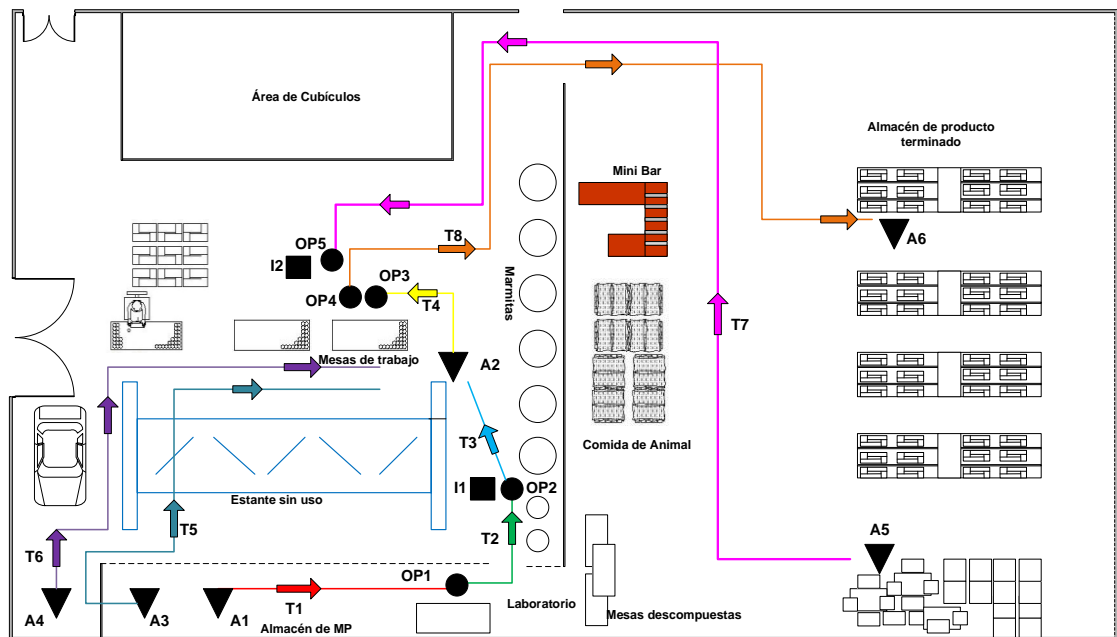 Área de Cubículos
Almacén de producto
terminado
Mini Bar
T8
OP5
A6
I2
OP3
OP4
T4
Marmitas
T7
Mesas de trabajo
A2
T3
Comida de Animal
I1
OP2
Estante sin uso
T5
T2
A5
T6
OP1
T1
Laboratorio
Mesas descompuestas
A4
A3
A1
Almacén de MP